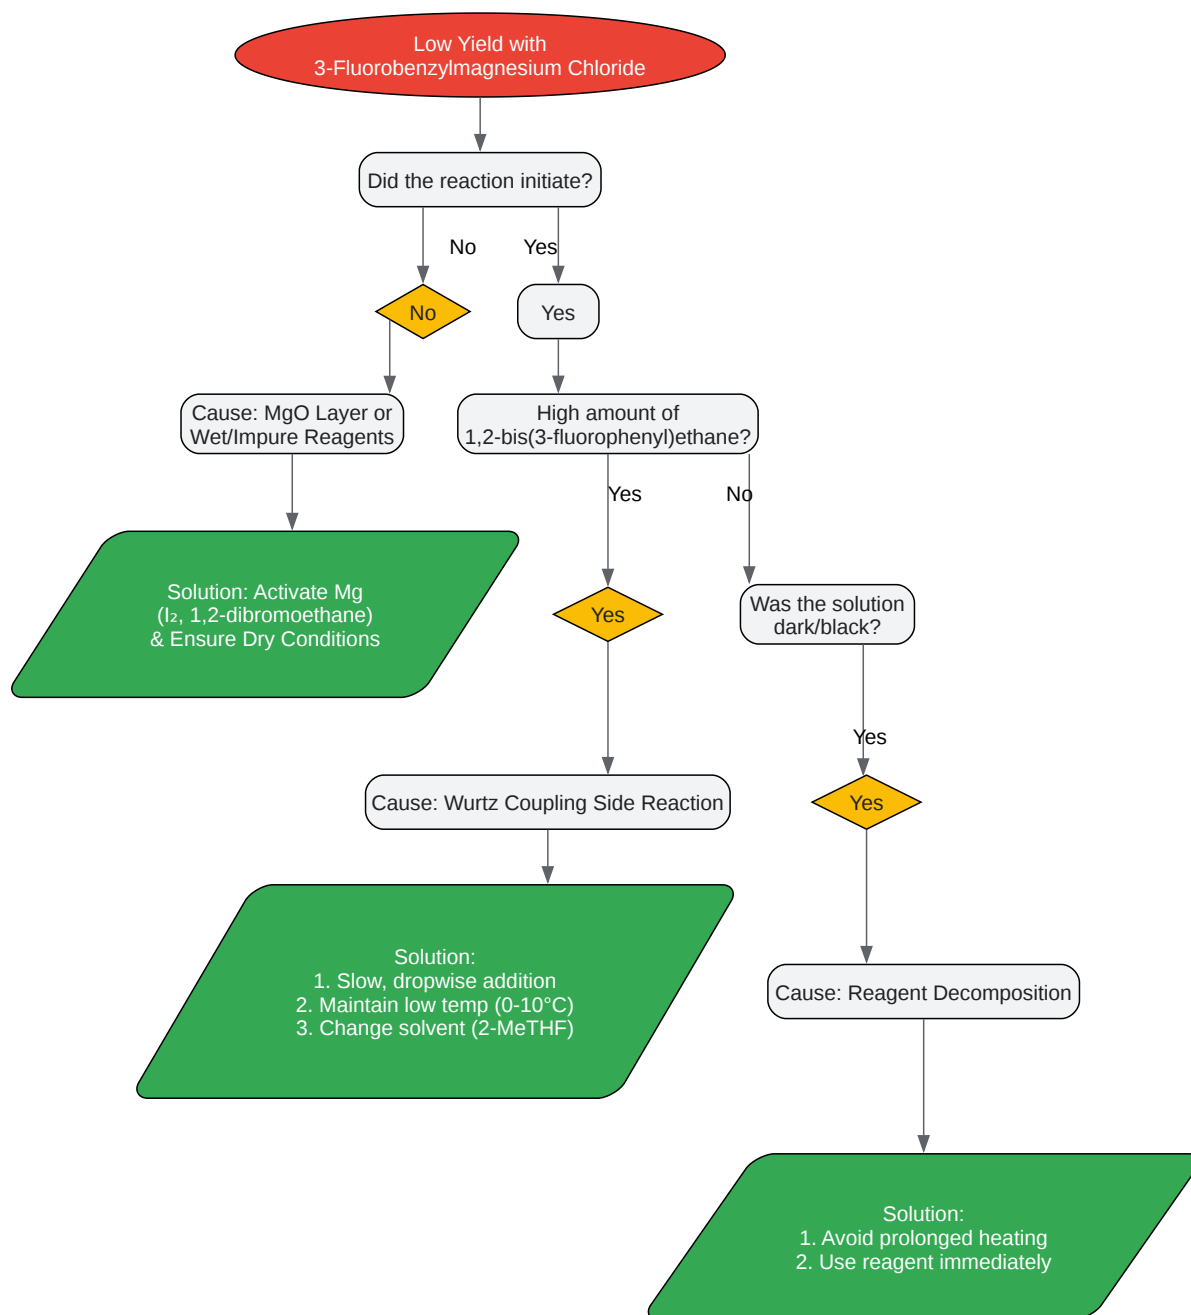 Low Yield with
3-Fluorobenzylmagnesium Chloride
Did the reaction initiate?
No
Yes
No
Yes
Cause: MgO Layer or
Wet/Impure Reagents
High amount of
1,2-bis(3-fluorophenyl)ethane?
Yes
No
Solution: Activate Mg
(I₂, 1,2-dibromoethane)
& Ensure Dry Conditions
Yes
Was the solution
dark/black?
Yes
Cause: Wurtz Coupling Side Reaction
Yes
Solution:
1. Slow, dropwise addition
2. Maintain low temp (0-10°C)
3. Change solvent (2-MeTHF)
Cause: Reagent Decomposition
Solution:
1. Avoid prolonged heating
2. Use reagent immediately